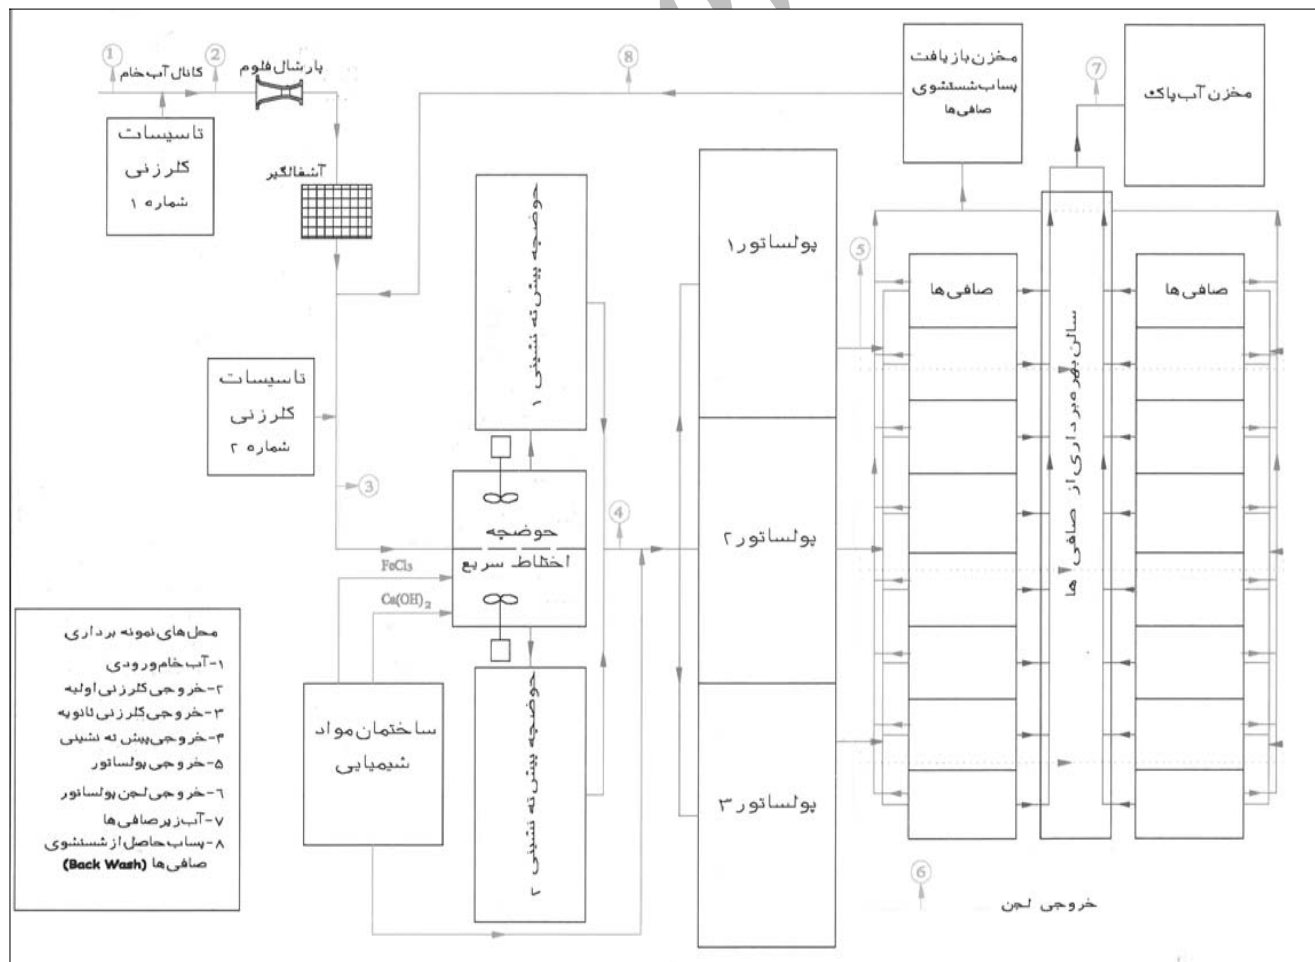 1
2
کانال آب خام
پارشال فلوم
تاسیسات
کلرزنی
شماره ۱
آشغالگیر
8
مخزن بازیافت
پساب شستشوی
صافی‌ها
7
مخزن آب پاک
حوضچه پیش ته نشینی ۱
پولساتور ۱
5
صافی‌ها
سالن بهره برداری از صافی ها
صافی‌ها
تاسیسات
کلرزنی
شماره ۲
3
حوضچه
اختلاط سریع
4
پولساتور ۲
FeCl3
Ca(OH)2
حوضچه پیش ته نشینی ۲
ساختمان مواد
شیمیایی
پولساتور ۳
6
خروجی لجن
محل‌های نمونه برداری
۱-آب خام ورودی
۲-خروجی کلرزنی اولیه
۳-خروجی کلرزنی ثانویه
۴-خروجی پیش ته نشینی
۵-خروجی پولساتور
۶-خروجی لجن پولساتور
۷-آب زیر صافی‌ها
۸-پساب حاصل از شستشوی
صافی‌ها (Back Wash)